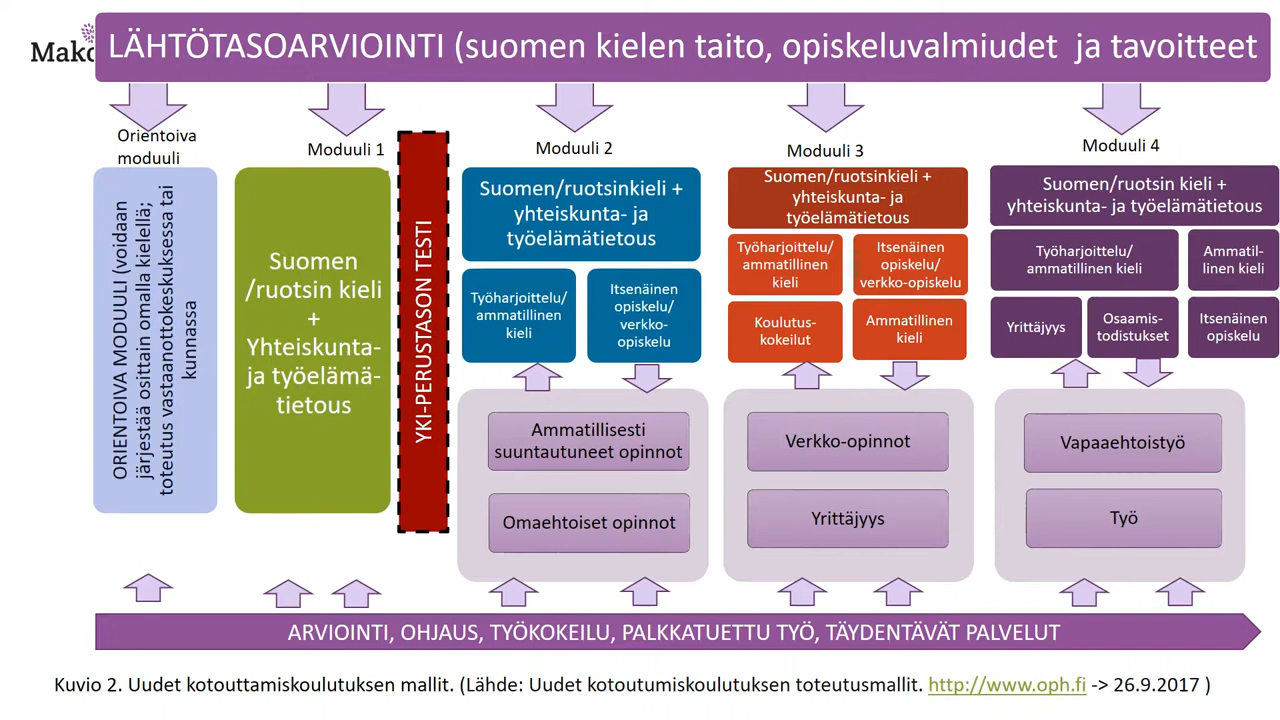 Mako
LÄHTÖTASOARVIOINTI (suomen kielen taito, opiskeluvalmiudet ja tavoitteet
Orientoiva
moduuli
ORIENTOIVA MODUULI (voidaan
järjestää osittain omalla kielellä;
toteutus vastaanottokeskuksessa tai
kunnassa
Moduuli 1
Suomen
/ruotsin kieli
+
Yhteiskunta-
ja työelämä-
tietous
YKI-PERUSTASON TESTI
Moduuli 2
Suomen/ruotsinkieli +
yhteiskunta- ja
työelämätietous
Työharjoittelu/
ammatillinen
kieli
Itsenäinen
opiskelu/
verkko-
opiskelu
Ammatillisesti
suuntautuneet opinnot
Omaehtoiset opinnot
Moduuli 3
Suomen/ruotsinkieli +
yhteiskunta- ja
työelämätietous
Työharjoittelu/
ammatillinen
kieli
Itsenäinen
opiskelu/
verkko-opiskelu
Koulutus-
kokeilut
Ammatillinen
kieli
Verkko-opinnot
Yrittäjyys
Moduuli 4
Suomen/ruotsin kieli +
yhteiskunta- ja työelämätietous
Työharjoittelu/
ammatillinen kieli
Ammatil-
linen kieli
Yrittäjyys
Osaamis-
todistukset
Itsenäinen
opiskelu
Vapaaehtoistyö
Työ
ARVIOINTI, OHJAUS, TYÖKOKEILU, PALKKATUETTU TYÖ, TÄYDENTÄVÄT PALVELUT
Kuvio 2. Uudet kotouttamiskoulutuksen mallit. (Lähde: Uudet kotoutumiskoulutuksen toteutusmallit. http://www.oph.fi -> 26.9.2017 )